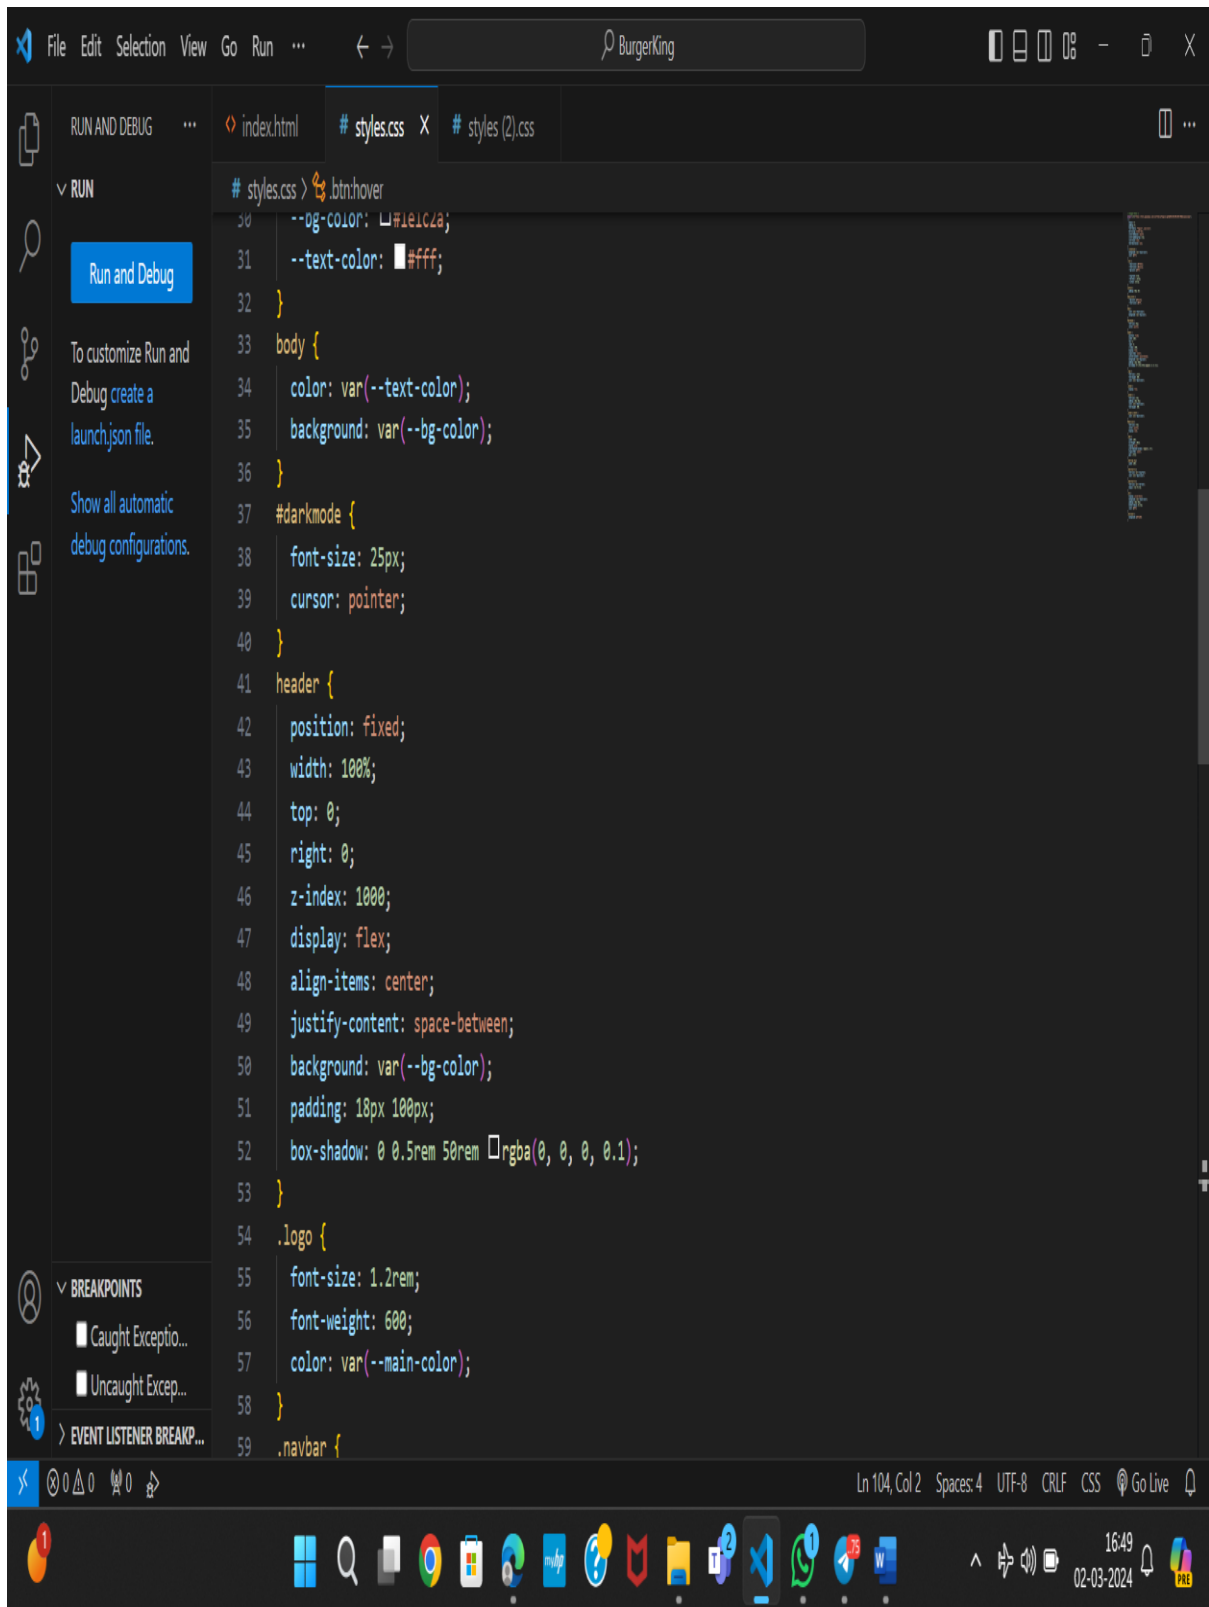 File Edit Selection View Go Run ··· BurgerKing
RUN AND DEBUG ··· index.html # styles.css X # styles (2).css ···
RUN
# styles.css > .btn:hover
Run and Debug
To customize Run and
Debug create a
launch.json file.
Show all automatic
debug configurations.
30 --bg-color: #1e1c2a;
31 --text-color: #fff;
32 }
33 body {
34 color: var(--text-color);
35 background: var(--bg-color);
36 }
37 #darkmode {
38 font-size: 25px;
39 cursor: pointer;
40 }
41 header {
42 position: fixed;
43 width: 100%;
44 top: 0;
45 right: 0;
46 z-index: 1000;
47 display: flex;
48 align-items: center;
49 justify-content: space-between;
50 background: var(--bg-color);
51 padding: 18px 100px;
52 box-shadow: 0 0.5rem 50rem rgba(0, 0, 0, 0.1);
53 }
54 .logo {
55 font-size: 1.2rem;
56 font-weight: 600;
57 color: var(--main-color);
58 }
59 .navbar {
BREAKPOINTS
Caught Exceptio...
Uncaught Excep...
1
EVENT LISTENER BREAKP...
0 0 0 Ln 104, Col 2 Spaces: 4 UTF-8 CRLF CSS Go Live
1 myhp ? T 2 1 75 W 16:49 PRE
02-03-2024